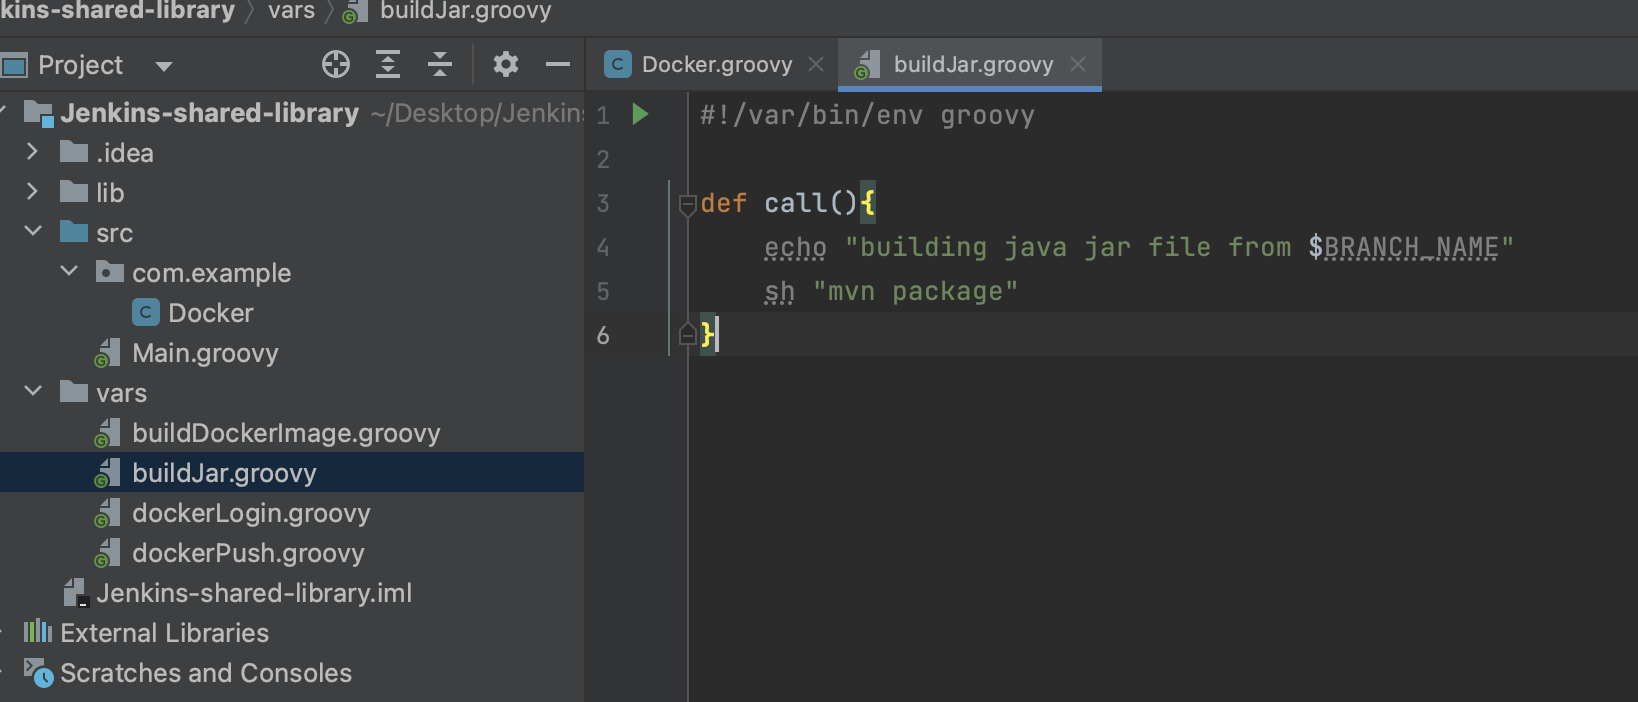 kins-shared-library 〉 vars 〉 buildJar.groovy
Project
Docker.groovy
buildJar.groovy
Jenkins-shared-library ~/Desktop/Jenkins
.idea
lib
src
com.example
C Docker
Main.groovy
vars
buildDockerImage.groovy
buildJar.groovy
dockerLogin.groovy
dockerPush.groovy
Jenkins-shared-library.iml
External Libraries
Scratches and Consoles
1 #!/var/bin/env groovy
2
3 def call(){
4 echo "building java jar file from $BRANCH_NAME"
5 sh "mvn package"
6 }